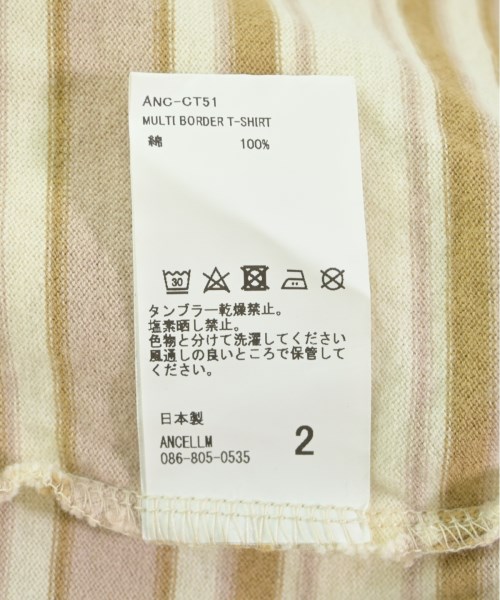 ANC-CT51
MULTI BORDER T-SHIRT
綿 100%
30
タンブラー乾燥禁止。
塩素晒し禁止。
色物と分けて洗濯してください
風通しの良いところで保管して
ください。
日本製
ANCELLM 2
086-805-0535